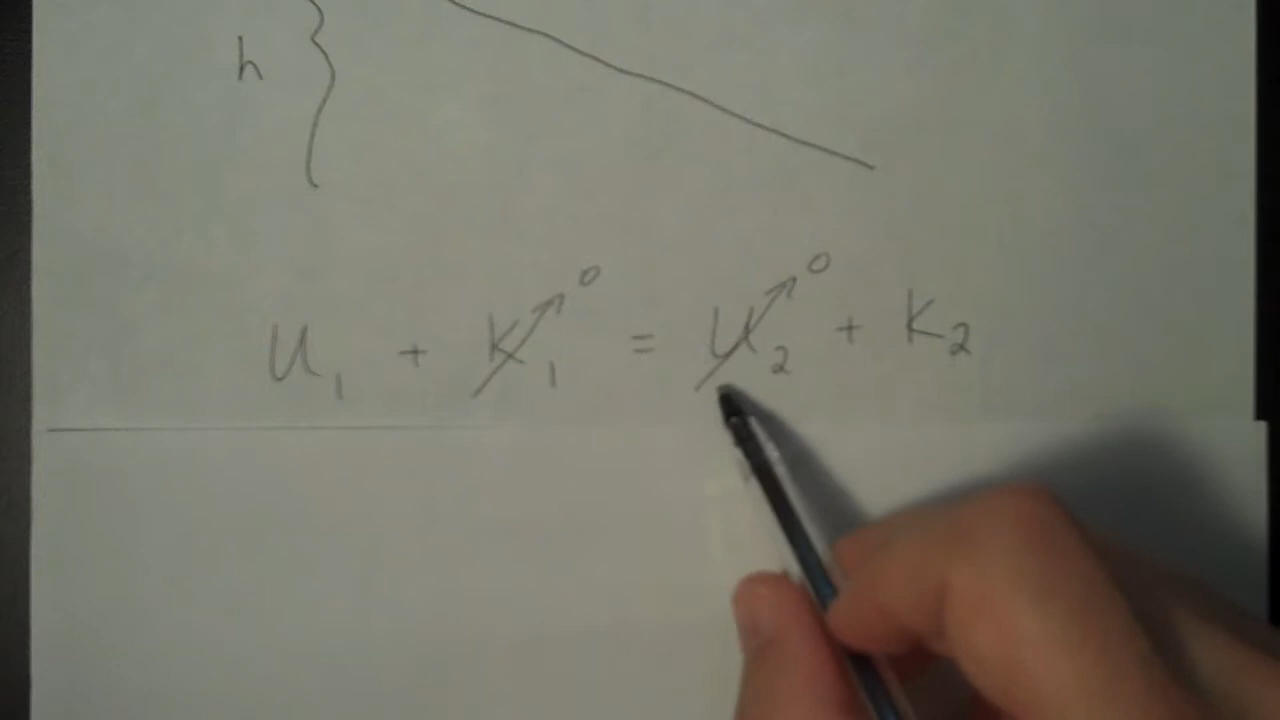 h
U₁ + K₁ ⁰ = U₂ ⁰ + K₂